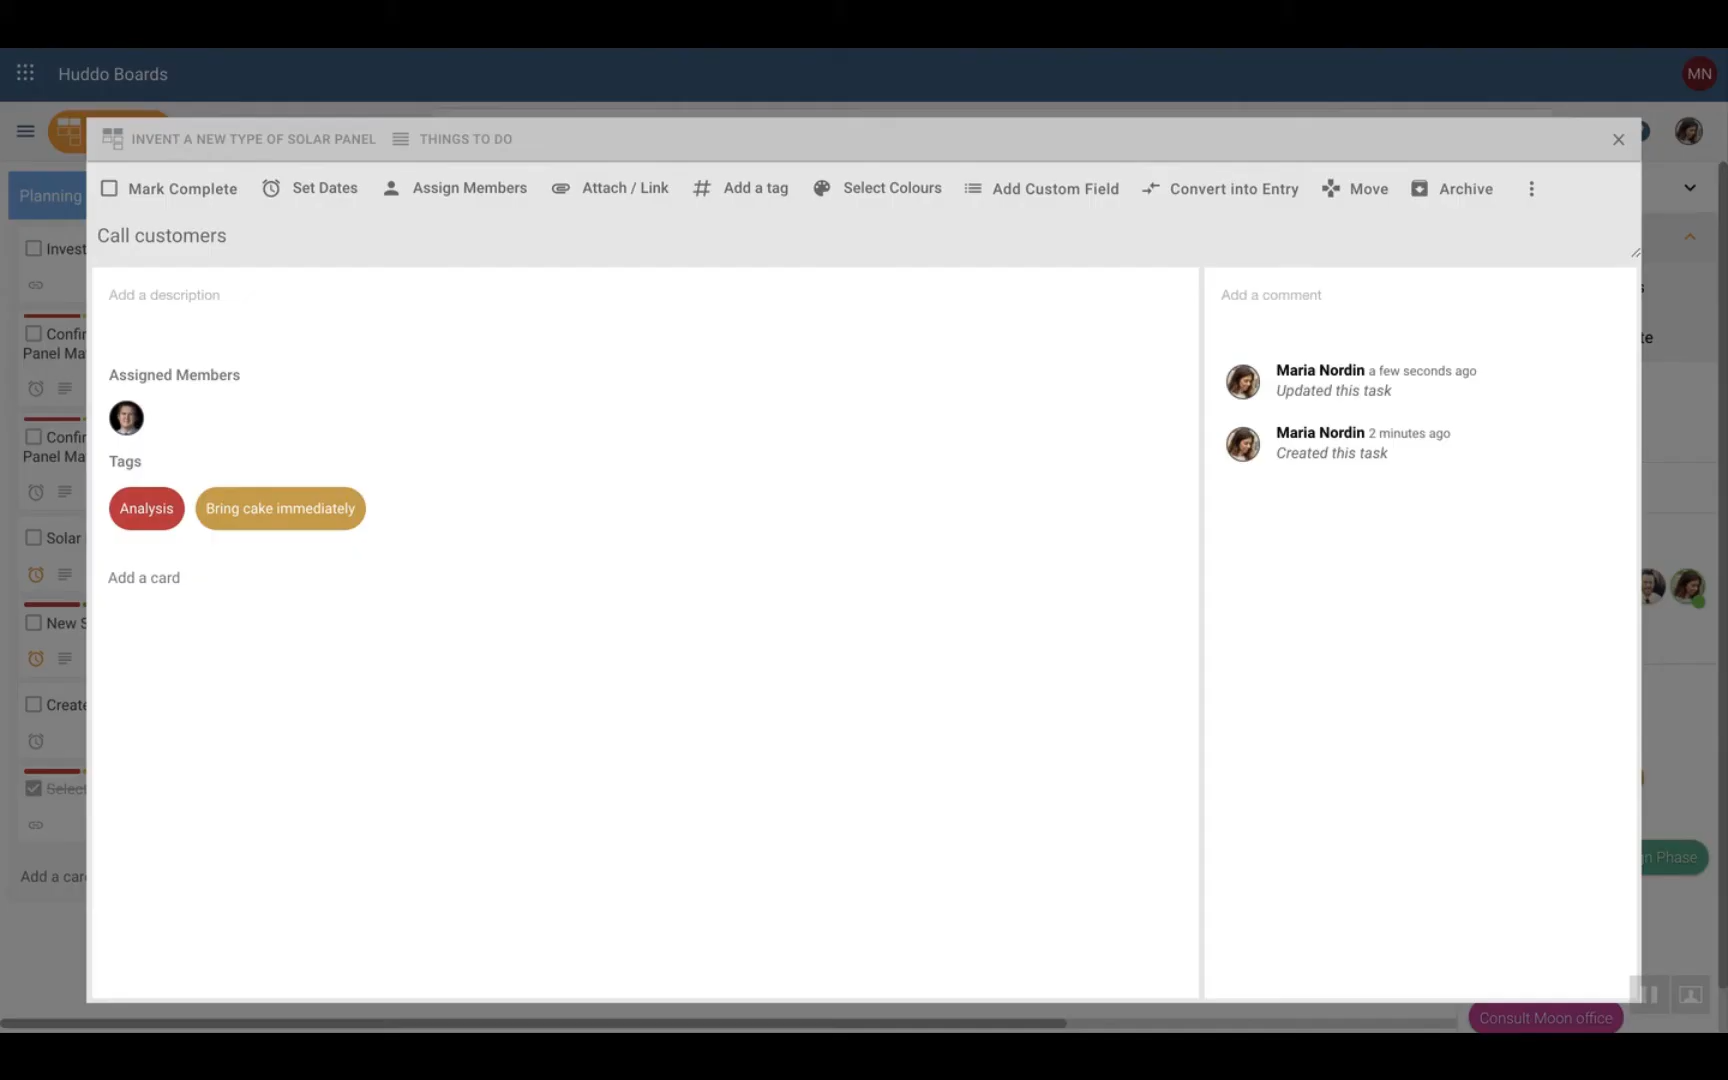 Huddo Boards
MN
INVENT A NEW TYPE OF SOLAR PANEL THINGS TO DO
Mark Complete Set Dates Assign Members Attach / Link Add a tag Select Colours Add Custom Field Convert into Entry Move Archive
Planning
Call customers
Invest
Add a description
Add a comment
Confir
Panel Ma
Assigned Members
Maria Nordin a few seconds ago
Updated this task
Maria Nordin 2 minutes ago
Created this task
Confir
Panel Ma
Tags
Analysis
Bring cake immediately
Solar
Add a card
New S
Create
Select
Add a car
n Phase
Consult Moon office